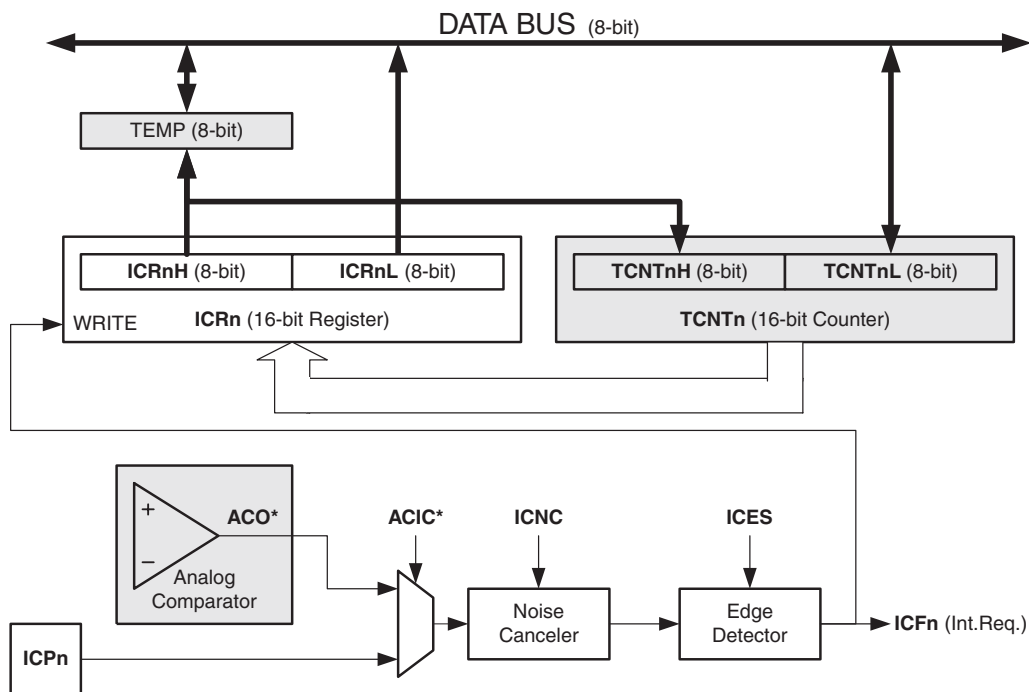 DATA BUS (8-bit)
TEMP (8-bit)
ICRnH (8-bit)
ICRnL (8-bit)
TCNTnH (8-bit)
TCNTnL (8-bit)
WRITE
ICRn (16-bit Register)
TCNTn (16-bit Counter)
+
−
ACO*
Analog
Comparator
ACIC*
ICNC
ICES
Noise
Canceler
Edge
Detector
ICFn (Int.Req.)
ICPn